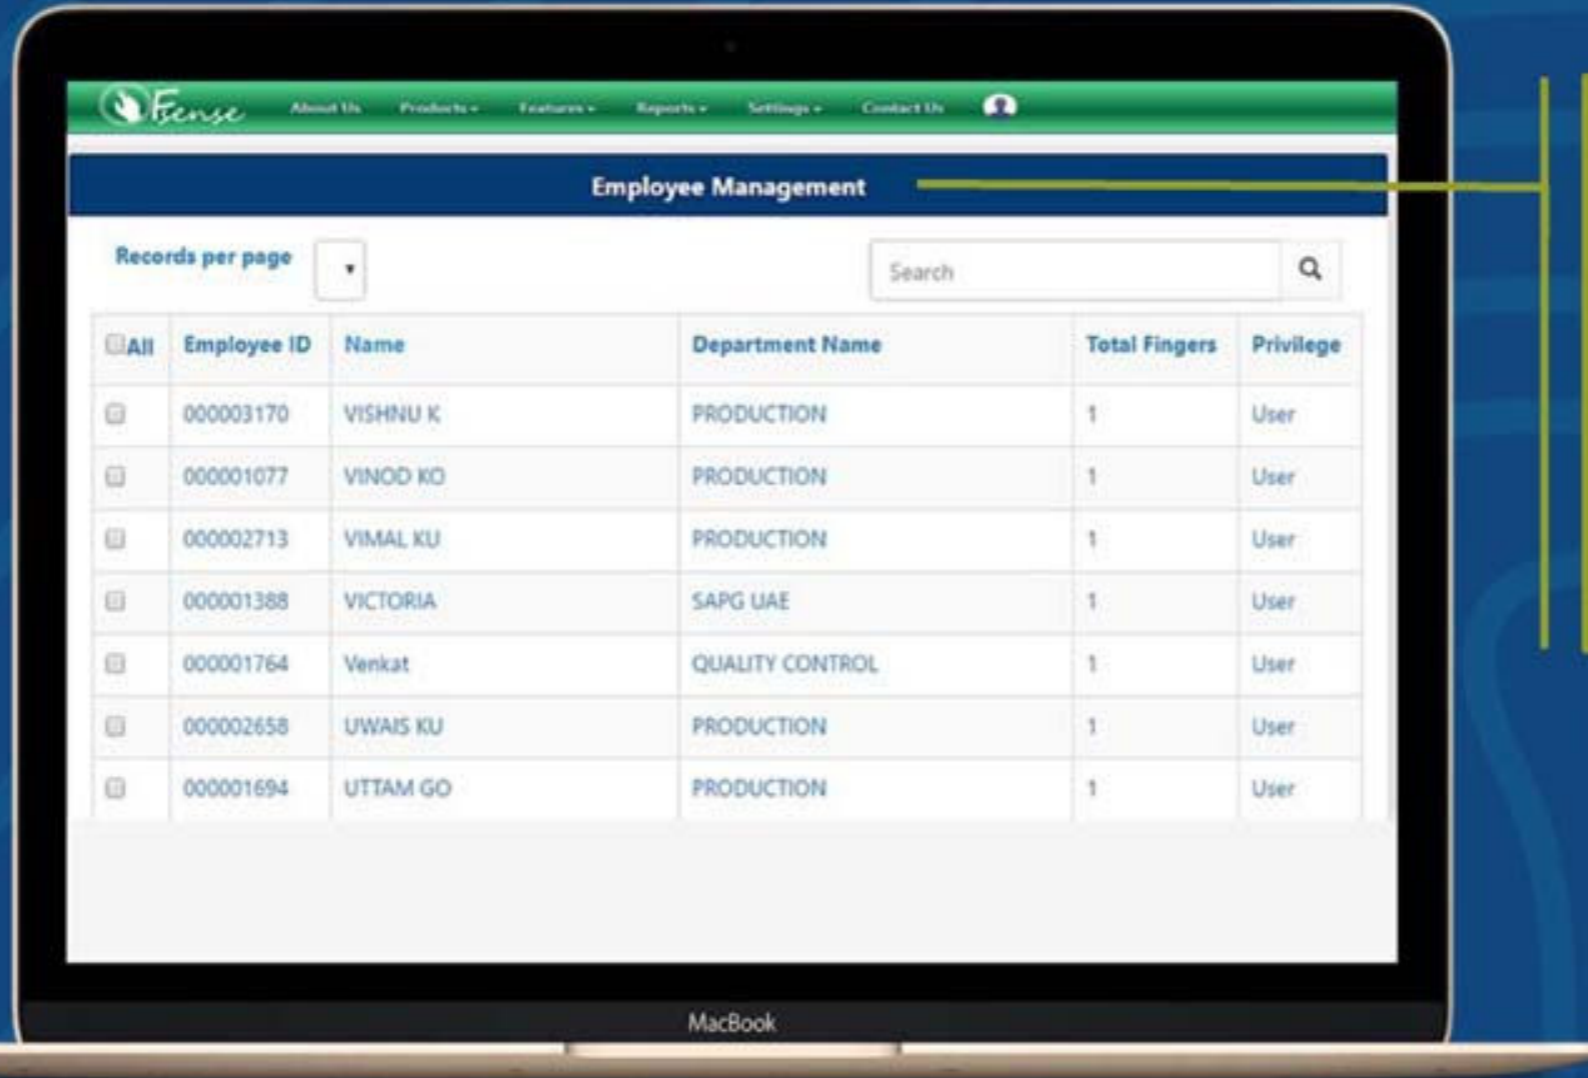 Fsense About Us Products Features Reports Settings Contact Us
Employee Management
Records per page Search
All Employee ID Name Department Name Total Fingers Privilege
000003170 VISHNU K PRODUCTION 1 User
000001077 VINOD KO PRODUCTION 1 User
000002713 VIMAL KU PRODUCTION 1 User
000001388 VICTORIA SAPG UAE 1 User
000001764 Venkat QUALITY CONTROL 1 User
000002658 UWAIS KU PRODUCTION 1 User
000001694 UTTAM GO PRODUCTION 1 User
MacBook